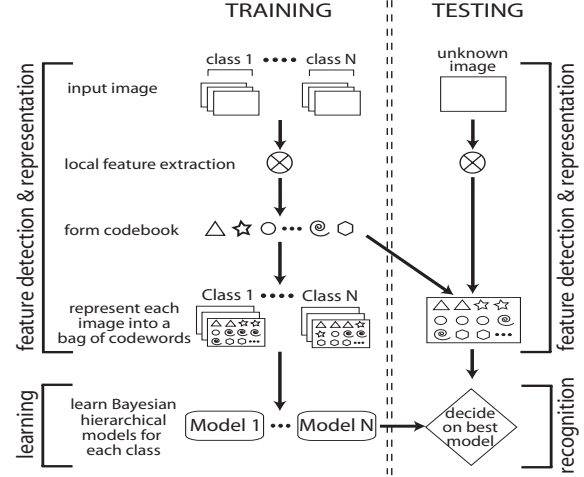 TRAINING
TESTING
class 1 •••• class N
unknown
image
input image
local feature extraction
form codebook
•••
Class 1 •••• Class N
represent each
image into a
bag of codewords
learn Bayesian
hierarchical
models for
each class
Model 1 ••• Model N
decide
on best
model
feature detection & representation
learning
feature detection & representation
recognition